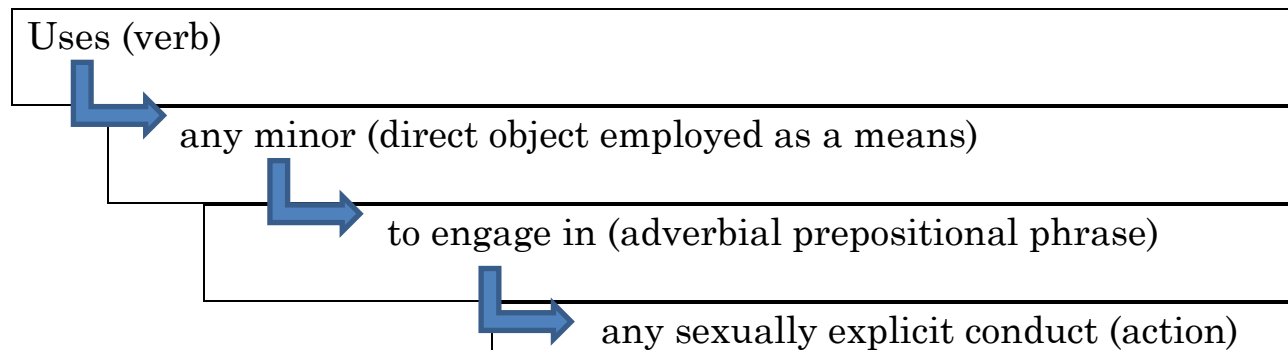 Uses (verb)
any minor (direct object employed as a means)
to engage in (adverbial prepositional phrase)
any sexually explicit conduct (action)